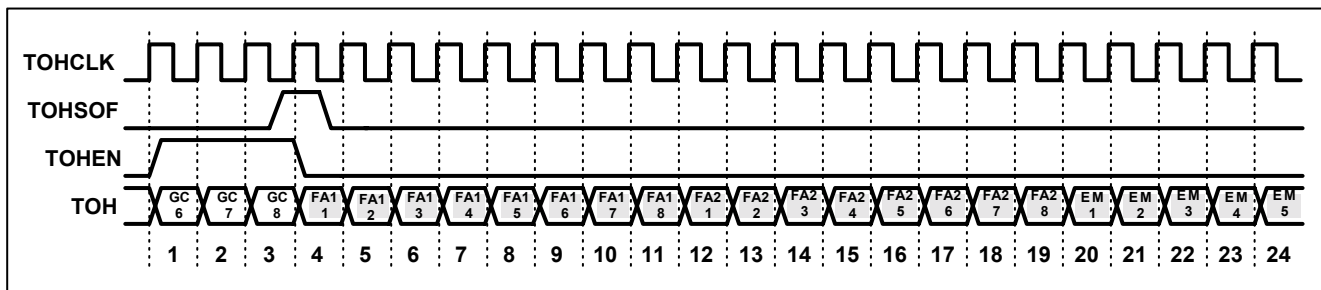 TOHCLK
TOHSOF
TOHEN
TOH
GC 6 GC 7 GC 8 FA1 1 FA1 2 FA1 3 FA1 4 FA1 5 FA1 6 FA1 7 FA1 8 FA2 1 FA2 2 FA2 3 FA2 4 FA2 5 FA2 6 FA2 7 FA2 8 EM 1 EM 2 EM 3 EM 4 EM 5
1 2 3 4 5 6 7 8 9 10 11 12 13 14 15 16 17 18 19 20 21 22 23 24